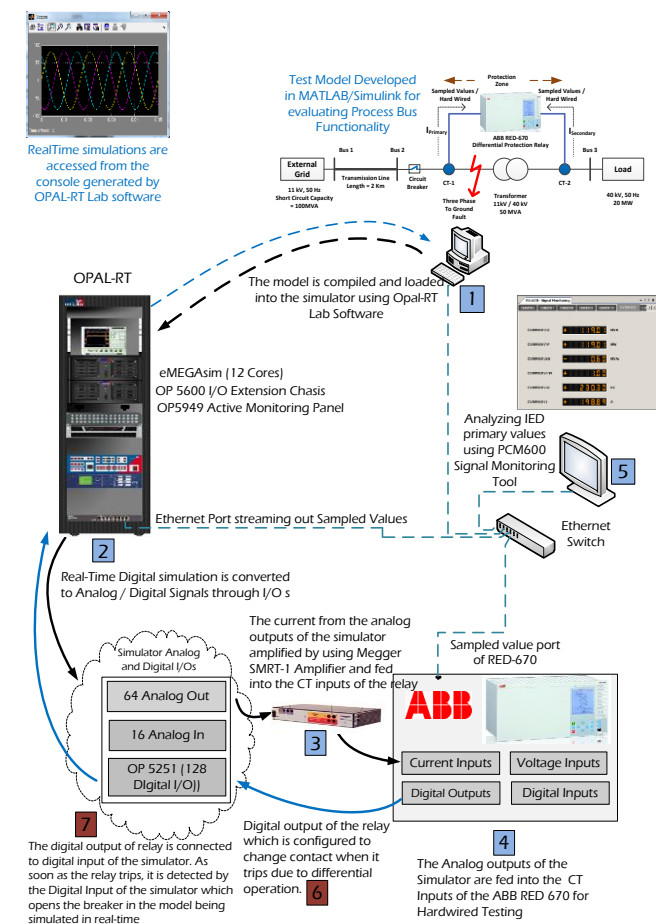 Test Model Developed
in MATLAB/Simulink for
evaluating Process Bus
Functionality
Protection
Zone
Sampled Values /
Hard Wired
Sampled Values /
Hard Wired
ABB RED-670
Differential Protection Relay
IPrimary
ISecondary
Bus 1
Bus 2
Bus 3
External
Grid
Transmission Line
Length = 2 Km
Circuit
Breaker
CT-1
CT-2
Load
11 kV, 50 Hz
Short Circuit Capacity
= 100MVA
Three Phase
To Ground
Fault
Transformer
11kV / 40 kV
50 MVA
40 kV, 50 Hz
20 MW
RealTime simulations are
accessed from the
console generated by
OPAL-RT Lab software
OPAL-RT
The model is compiled and loaded
into the simulator using Opal-RT
Lab Software
1
eMEGAsim (12 Cores)
OP 5600 I/O Extension Chasis
OP5949 Active Monitoring Panel
Analyzing IED
primary values
using PCM600
Signal Monitoring
Tool
5
Ethernet
Switch
Ethernet Port streaming out Sampled Values
2
Real-Time Digital simulation is converted
to Analog / Digital Signals through I/O s
Simulator Analog
and Digital I/Os
64 Analog Out
16 Analog In
OP 5251 (128
DIgital I/O))
The current from the analog
outputs of the simulator
amplified by using Megger
SMRT-1 Amplifier and fed
into the CT inputs of the relay
3
Sampled value port
of RED-670
ABB
Current Inputs
Voltage Inputs
Digital Outputs
Digital Inputs
4
The Analog outputs of the
Simulator are fed into the CT
Inputs of the ABB RED 670 for
Hardwired Testing
Digital output of the relay
which is configured to
change contact when it
trips due to differential
operation.
6
7
The digital output of relay is connected
to digital input of the simulator. As
soon as the relay trips, it is detected by
the Digital Input of the simulator which
opens the breaker in the model being
simulated in real-time